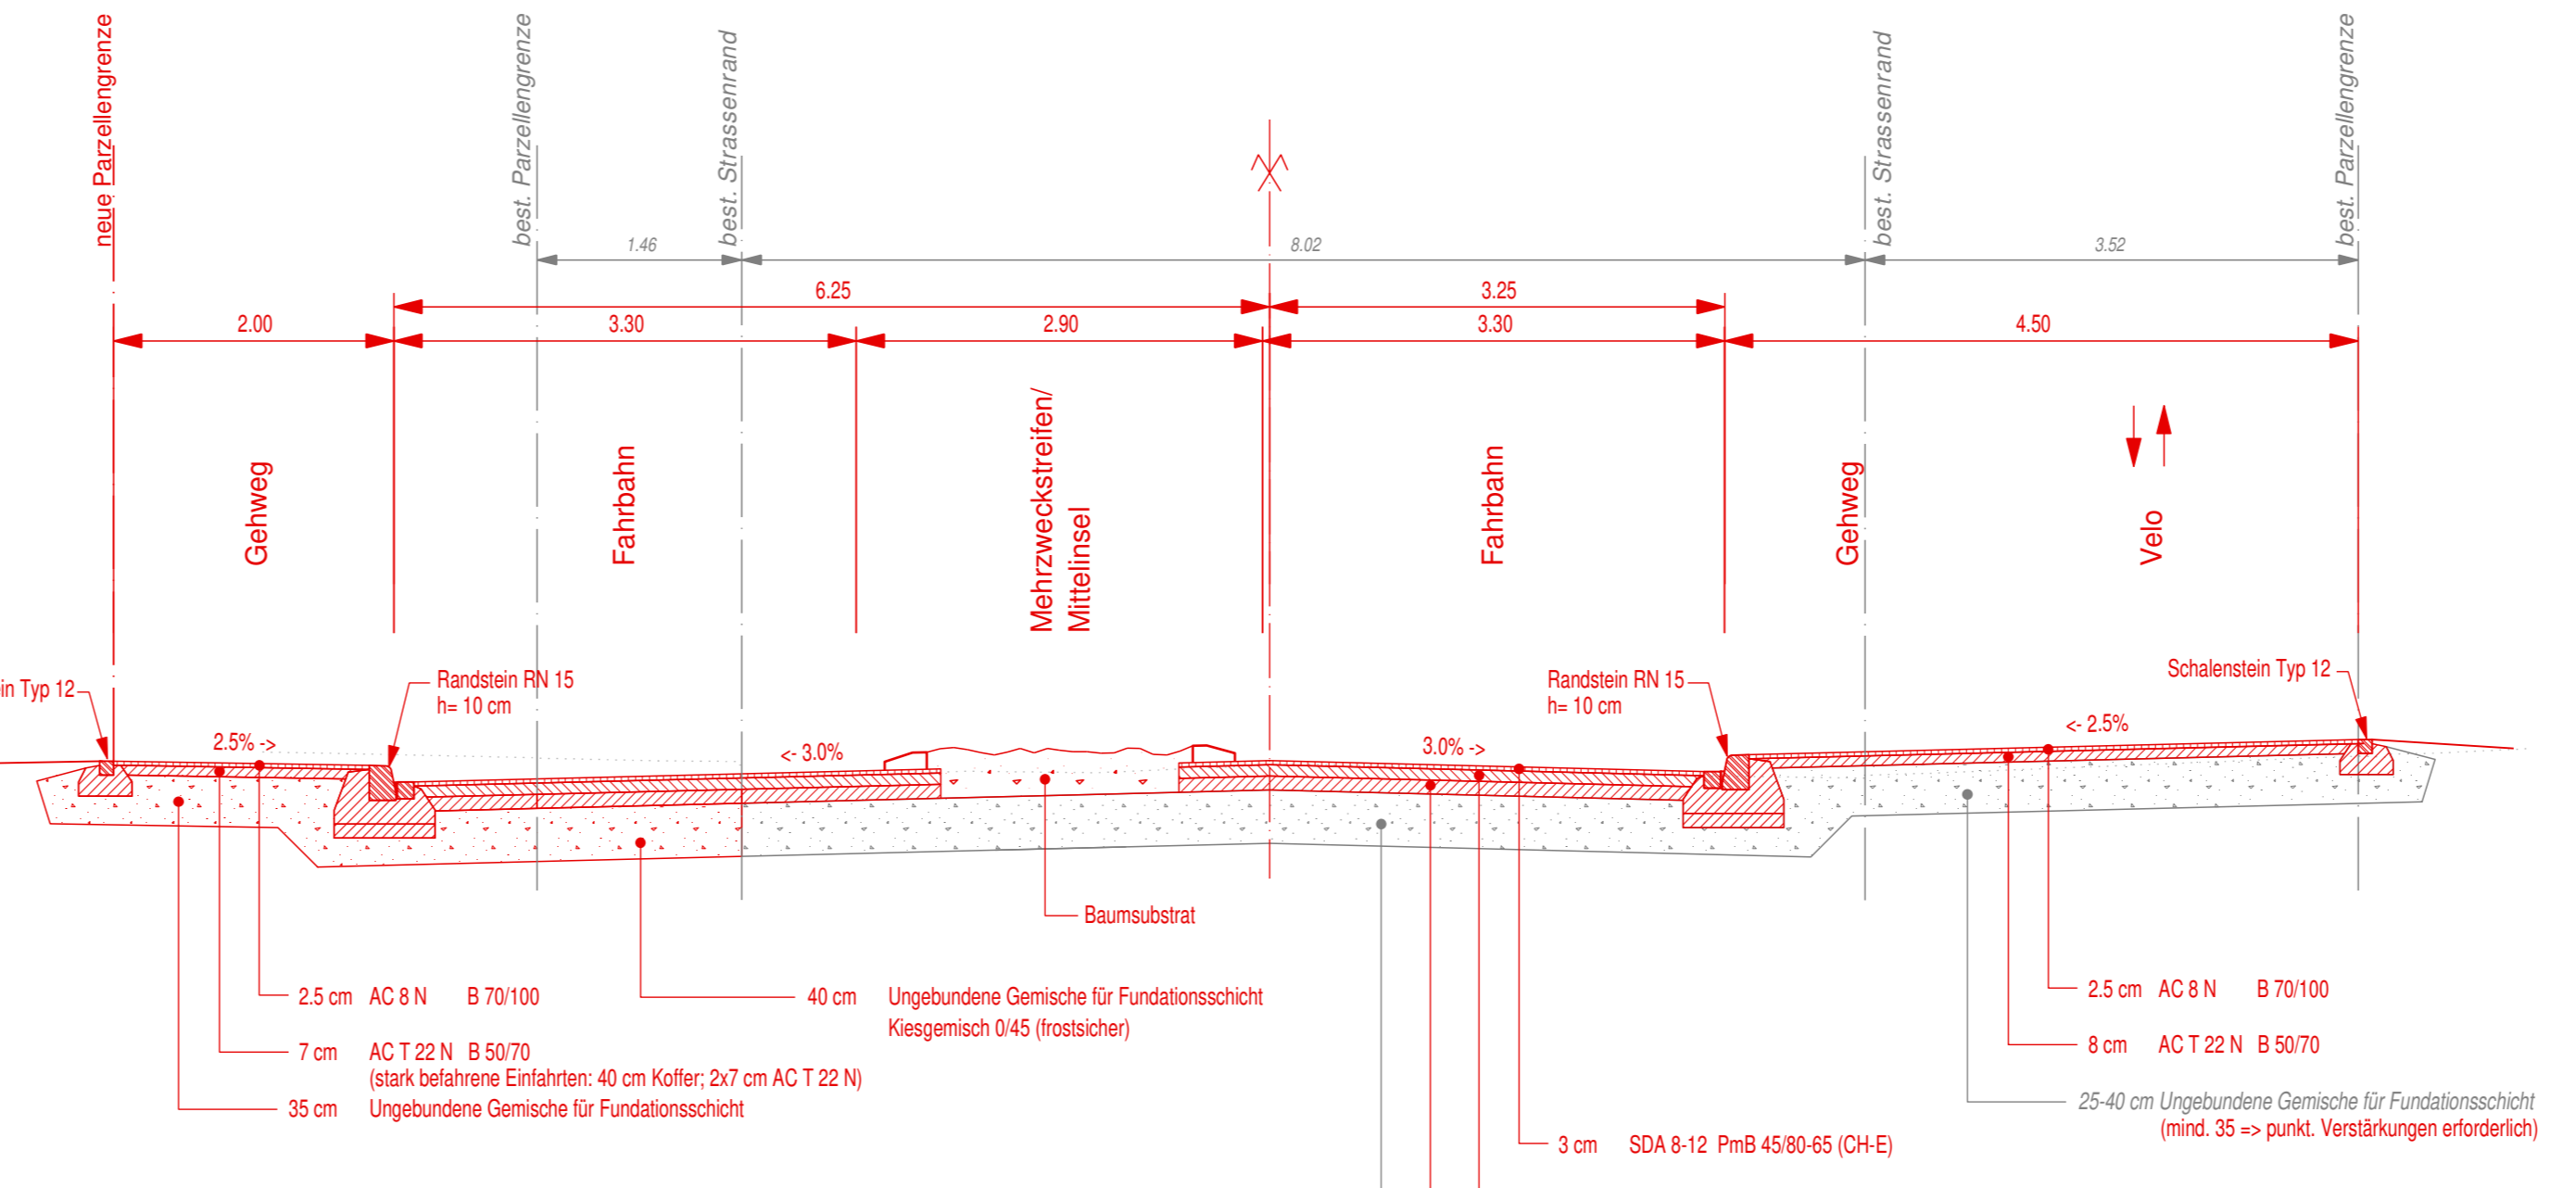 neue Parzellengrenze
best. Parzellengrenze
best. Strassenrand
best. Strassenrand
best. Parzellengrenze
1.46
8.02
3.52
6.25
3.25
2.00
3.30
2.90
3.30
4.50
Gehweg
Fahrbahn
Mehrzweckstreifen/
Mittelinsel
Fahrbahn
Gehweg
Velo
in Typ 12
Randstein RN 15
h= 10 cm
Randstein RN 15
h= 10 cm
Schalenstein Typ 12
2.5% ->
<- 3.0%
3.0% ->
<- 2.5%
Baumsubstrat
2.5 cm AC 8 N B 70/100
7 cm AC T 22 N B 50/70
(stark befahrene Einfahrten: 40 cm Koffer; 2x7 cm AC T 22 N)
35 cm Ungebundene Gemische für Fundationsschicht
40 cm Ungebundene Gemische für Fundationsschicht
Kiesgemisch 0/45 (frostsicher)
3 cm SDA 8-12 PmB 45/80-65 (CH-E)
2.5 cm AC 8 N B 70/100
8 cm AC T 22 N B 50/70
25-40 cm Ungebundene Gemische für Fundationsschicht
(mind. 35 => punkt. Verstärkungen erforderlich)